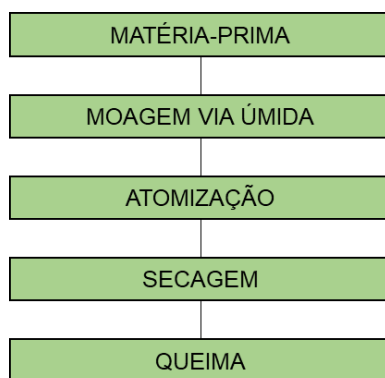 MATÉRIA-PRIMA
MOAGEM VIA ÚMIDA
ATOMIZAÇÃO
SECAGEM
QUEIMA